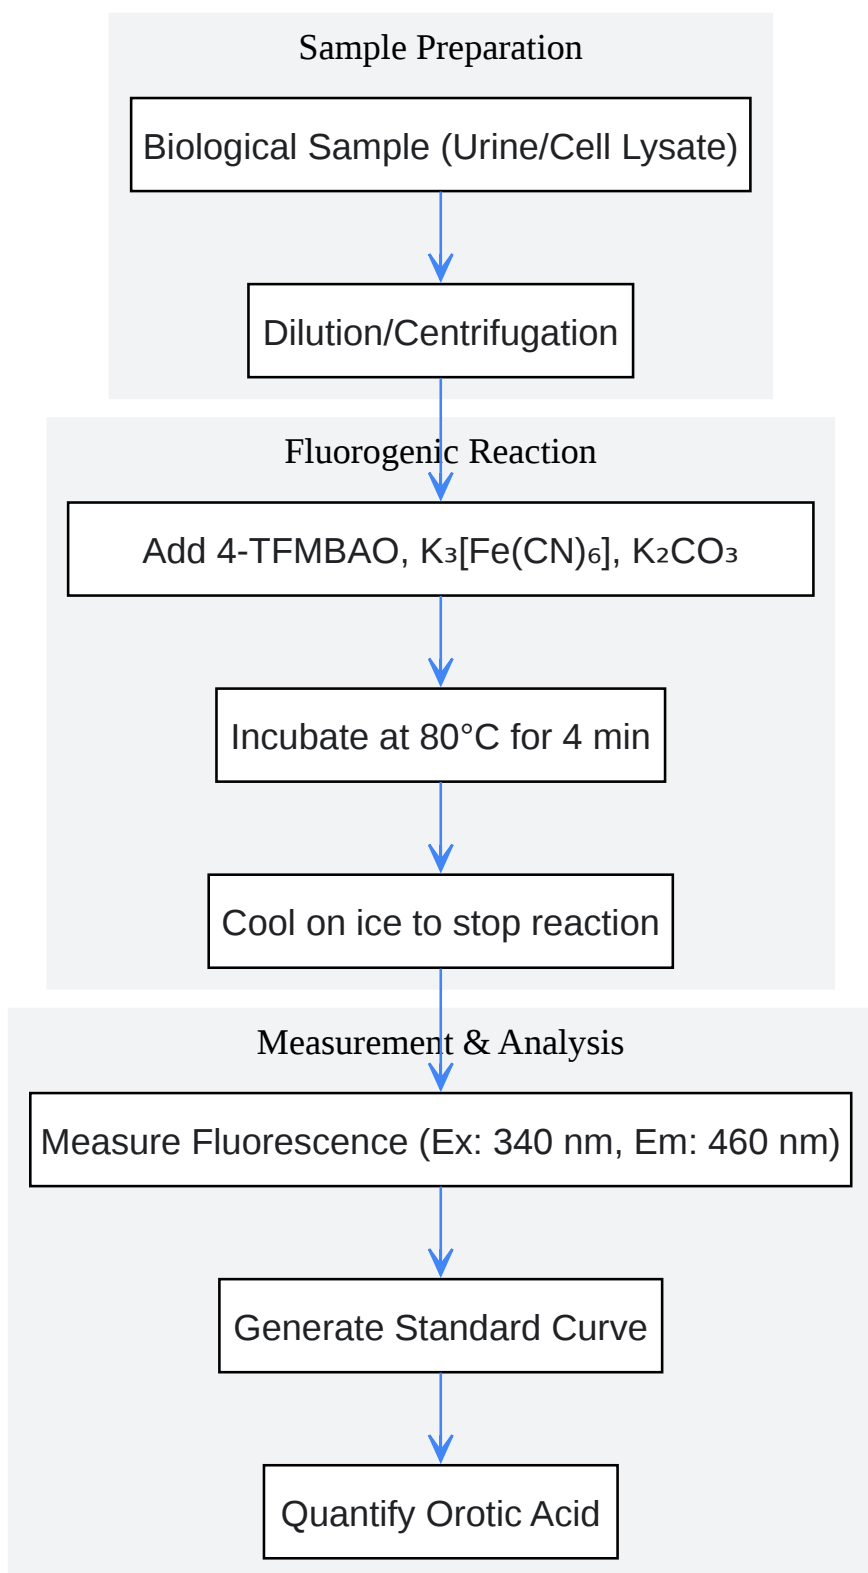 Sample Preparation
Biological Sample (Urine/Cell Lysate)
Dilution/Centrifugation
Fluorogenic Reaction
Add 4-TFMBAO, K₃[Fe(CN)₆], K₂CO₃
Incubate at 80°C for 4 min
Cool on ice to stop reaction
Measurement & Analysis
Measure Fluorescence (Ex: 340 nm, Em: 460 nm)
Generate Standard Curve
Quantify Orotic Acid